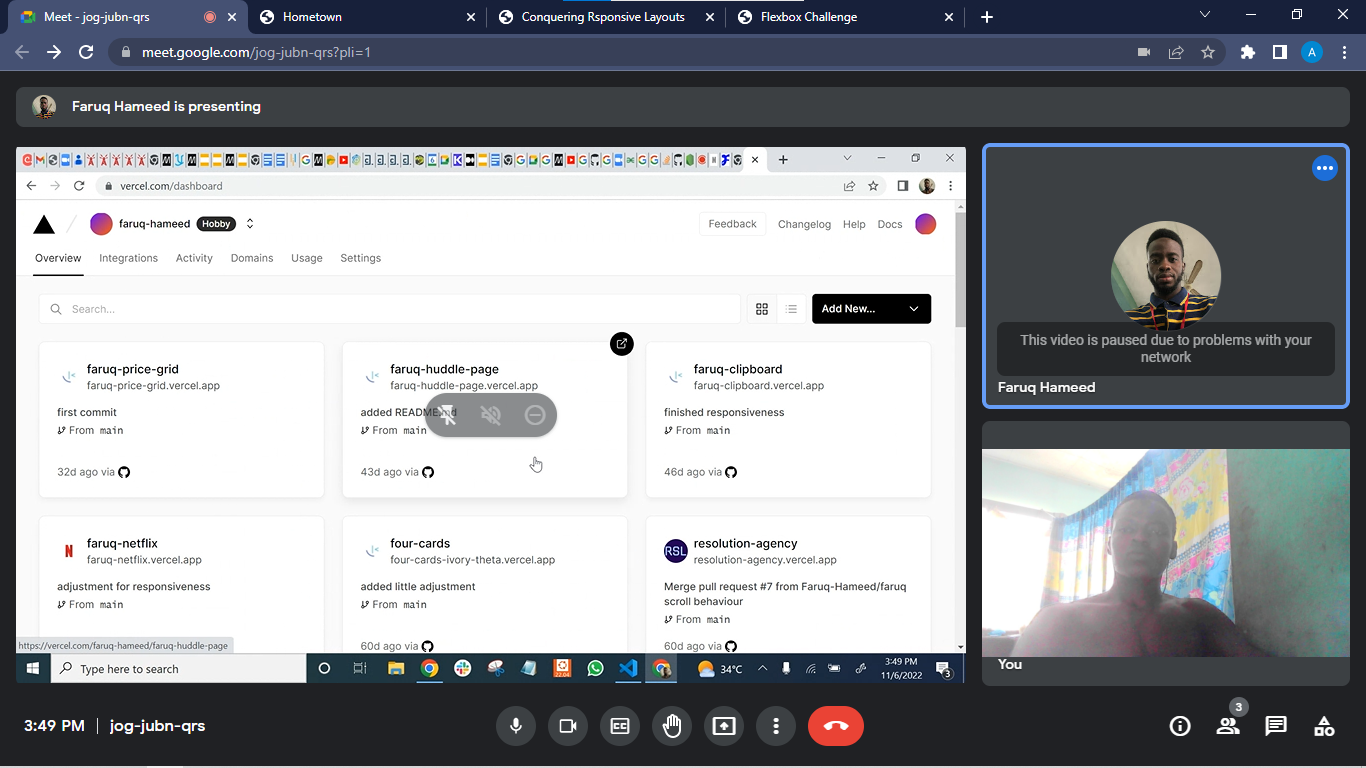 Meet - jog-jubn-qrs
Hometown
Conquering Rsponsive Layouts
Flexbox Challenge
meet.google.com/jog-jubn-qrs?pli=1
A
Faruq Hameed is presenting
vercel.com/dashboard
faruq-hameed Hobby
Feedback Changelog Help Docs
Overview Integrations Activity Domains Usage Settings
Search...
Add New...
faruq-price-grid
faruq-price-grid.vercel.app
first commit
From main
32d ago via
faruq-huddle-page
faruq-huddle-page.vercel.app
added README.md
From main
43d ago via
faruq-clipboard
faruq-clipboard.vercel.app
finished responsiveness
From main
46d ago via
N
faruq-netflix
faruq-netflix.vercel.app
adjustment for responsiveness
From main
four-cards
four-cards-ivory-theta.vercel.app
added little adjustment
From main
60d ago via
RSL
resolution-agency
resolution-agency.vercel.app
Merge pull request #7 from Faruq-Hameed/faruq
scroll behaviour
From main
60d ago via
https://vercel.com/faruq-hameed/faruq-huddle-page
Type here to search
22.04
34°C
3:49 PM
11/6/2022
3
This video is paused due to problems with your
network
Faruq Hameed
You
3:49 PM | jog-jubn-qrs
3